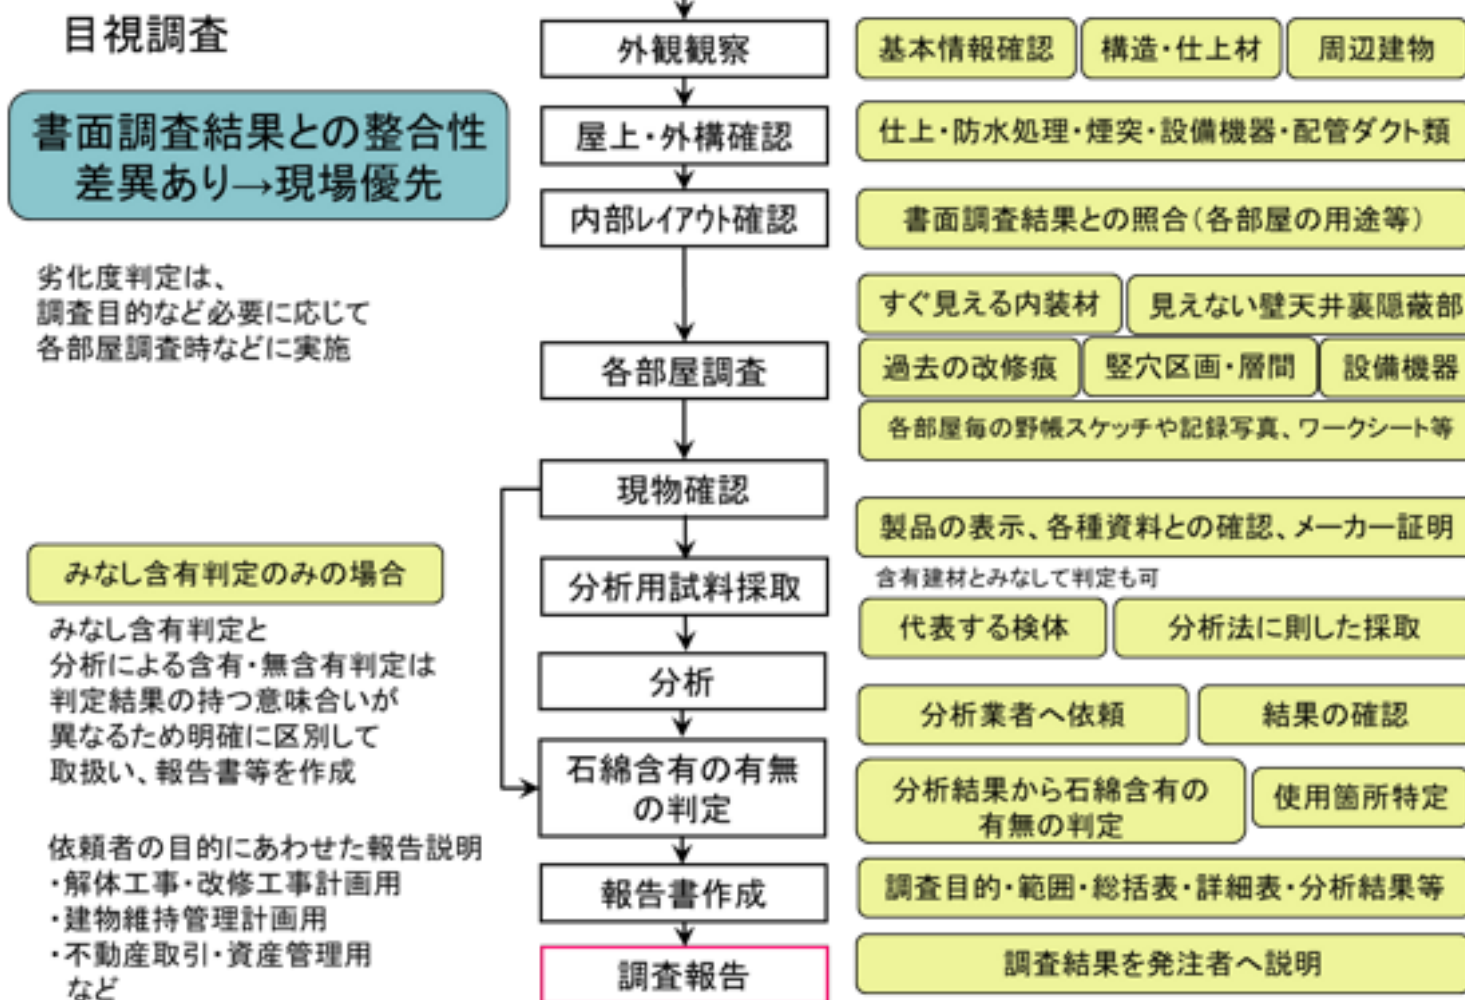 目視調査
書面調査結果との整合性
差異あり→現場優先
劣化度判定は、
調査目的など必要に応じて
各部屋調査時などに実施
みなし含有判定のみの場合
みなし含有判定と
分析による含有・無含有判定は
判定結果の持つ意味合いが
異なるため明確に区別して
取扱い、報告書等を作成
依頼者の目的にあわせた報告説明
・解体工事・改修工事計画用
・建物維持管理計画用
・不動産取引・資産管理用
など
外観観察
屋上・外構確認
内部レイアウト確認
各部屋調査
現物確認
分析用試料採取
分析
石綿含有の有無
の判定
報告書作成
調査報告
基本情報確認 構造・仕上材 周辺建物
仕上・防水処理・煙突・設備機器・配管ダクト類
書面調査結果との照合（各部屋の用途等）
すぐ見える内装材 見えない壁天井裏隠蔽部
過去の改修痕 竪穴区画・層間 設備機器
各部屋毎の野帳スケッチや記録写真、ワークシート等
製品の表示、各種資料との確認、メーカー証明
含有建材とみなして判定も可
代表する検体 分析法に則した採取
分析業者へ依頼 結果の確認
分析結果から石綿含有の
有無の判定
使用箇所特定
調査目的・範囲・総括表・詳細表・分析結果等
調査結果を発注者へ説明